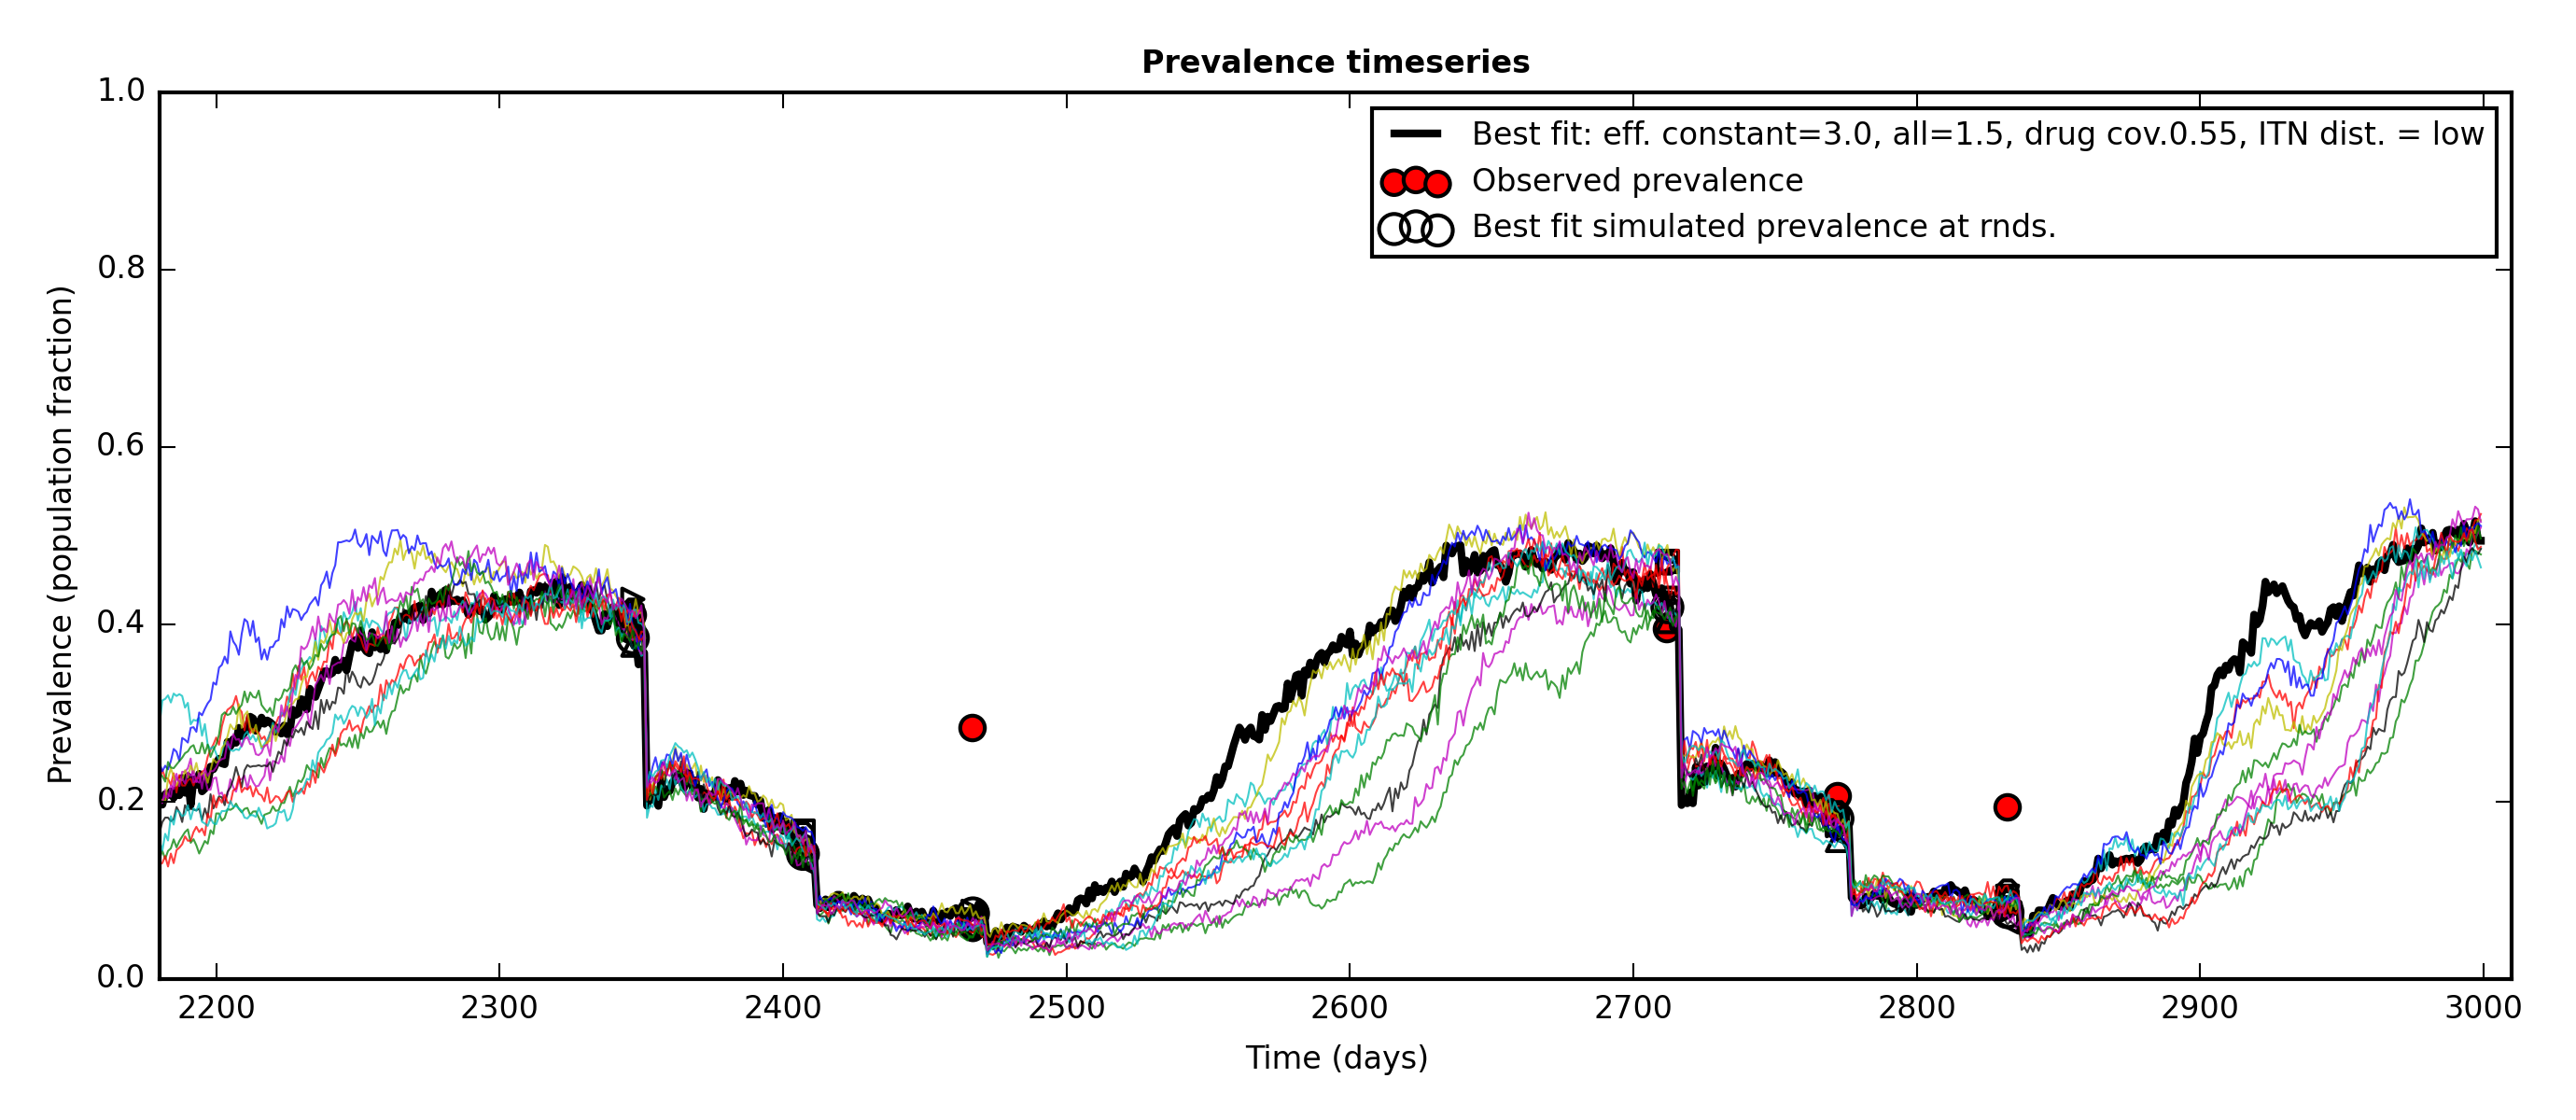 Prevalence timeseries
Best fit: eff. constant=3.0, all=1.5, drug cov.0.55, ITN dist. = low
Observed prevalence
Best fit simulated prevalence at rnds.
Prevalence (population fraction)
1.0
0.8
0.6
0.4
0.2
0.0
2200 2300 2400 2500 2600 2700 2800 2900 3000
Time (days)